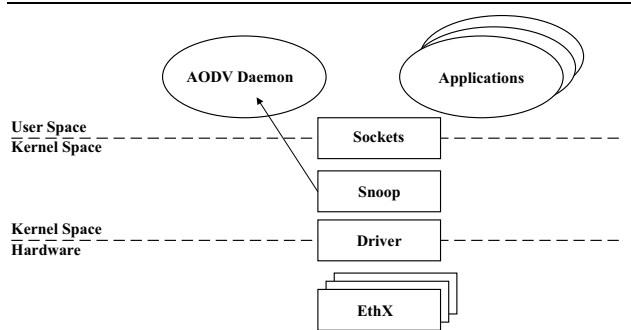 AODV Daemon
Applications
User Space
Kernel Space
Sockets
Snoop
Kernel Space
Hardware
Driver
EthX